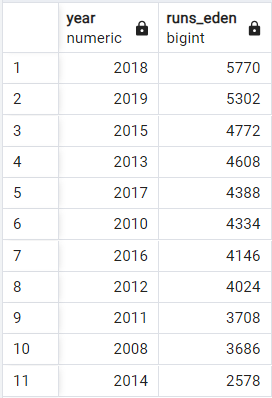 year runs_eden
numeric bigint
1 2018 5770
2 2019 5302
3 2015 4772
4 2013 4608
5 2017 4388
6 2010 4334
7 2016 4146
8 2012 4024
9 2011 3708
10 2008 3686
11 2014 2578